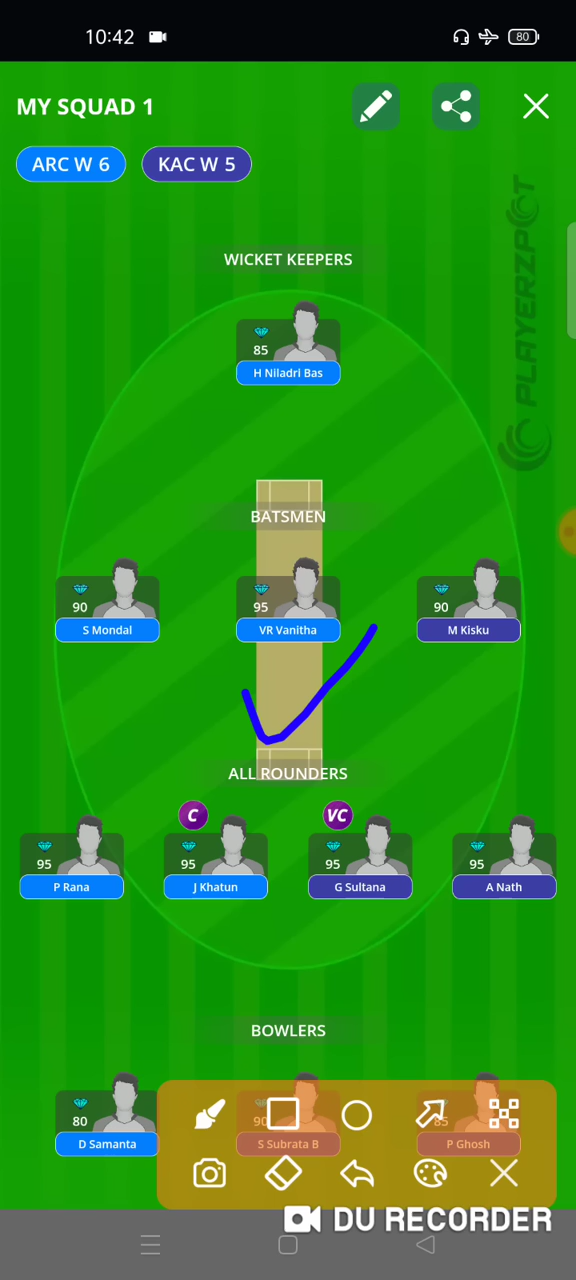 10:42 80
MY SQUAD 1
ARC W 6 KAC W 5
PLAYERZPOT
WICKET KEEPERS
85
H Niladri Bas
BATSMEN
90 95 90
S Mondal VR Vanitha M Kisku
ALL ROUNDERS
C VC
95 95 95 95
P Rana J Khatun G Sultana A Nath
BOWLERS
80 90 85
D Samanta S Subrata B P Ghosh
DU RECORDER